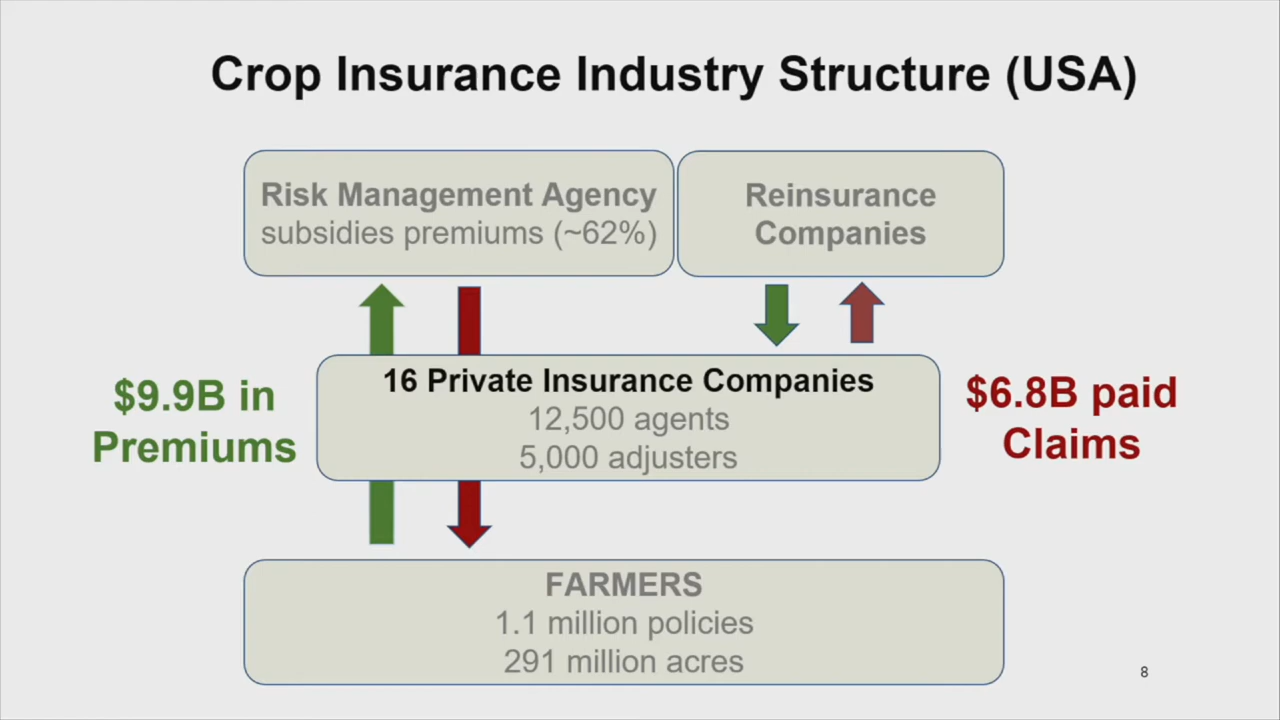 Crop Insurance Industry Structure (USA)
Risk Management Agency
subsidies premiums (~62%)
Reinsurance
Companies
$9.9B in
Premiums
16 Private Insurance Companies
12,500 agents
5,000 adjusters
$6.8B paid
Claims
FARMERS
1.1 million policies
291 million acres
8